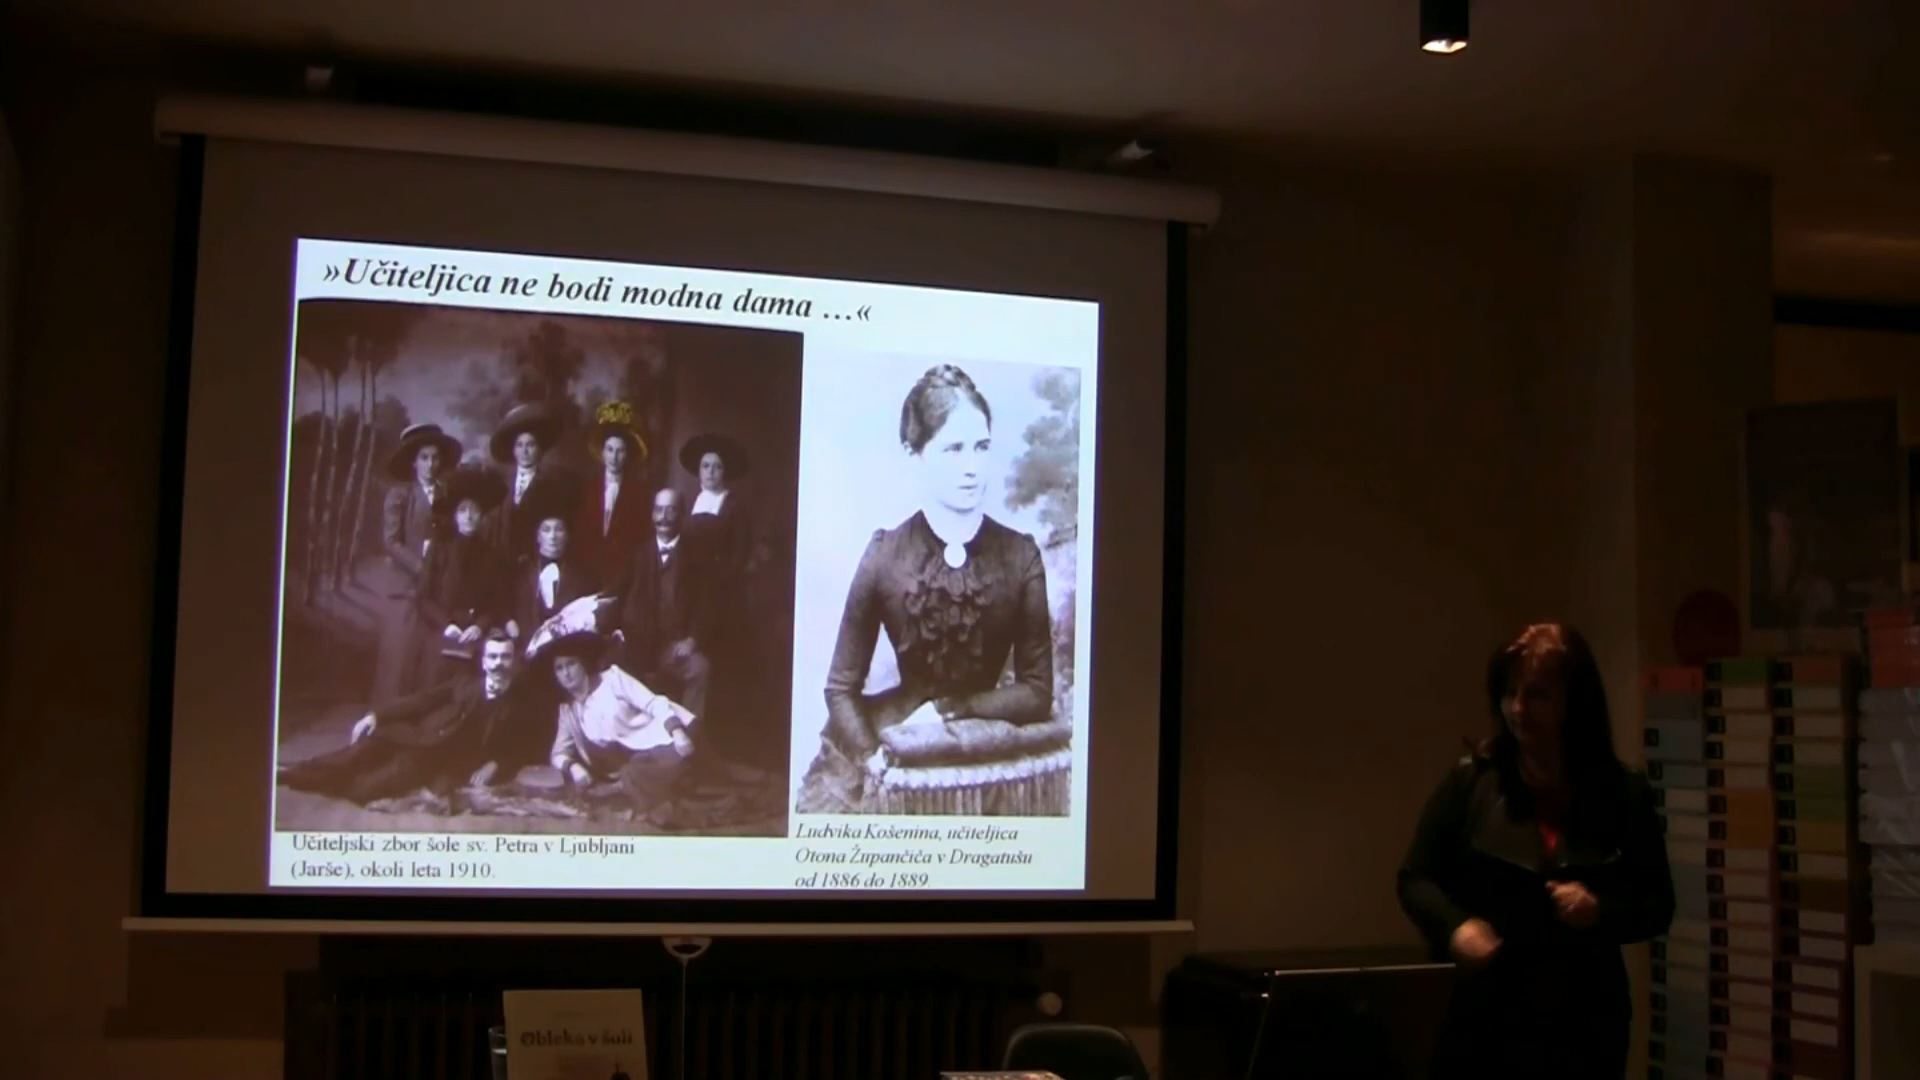 »Učiteljica ne bodi modna dama ...«
Učiteljski zbor šole sv. Petra v Ljubljani
(Jarše), okoli leta 1910.
Ludvika Košenina, učiteljica
Otona Župančiča v Dragatušu
od 1886 do 1889.
Obleka v šoli